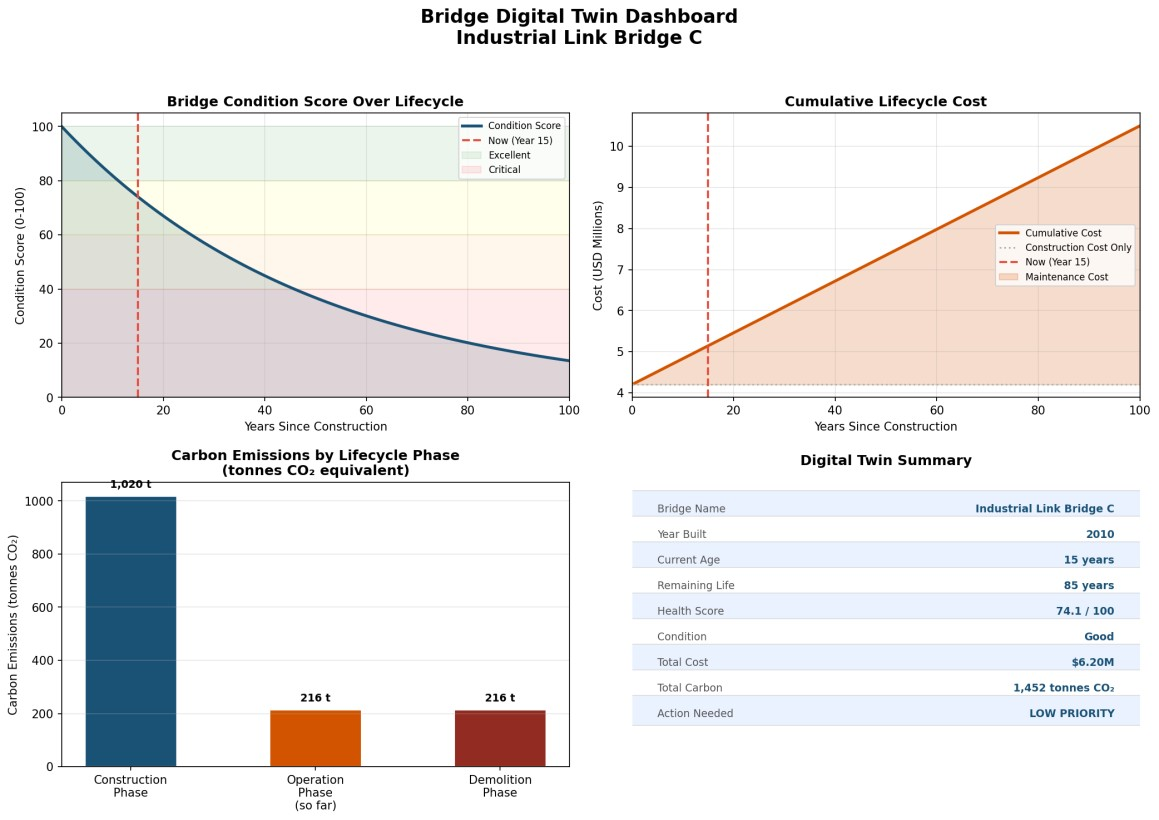 Bridge Digital Twin Dashboard
Industrial Link Bridge C
Bridge Condition Score Over Lifecycle
Condition Score (0-100)
100
80
60
40
20
0
Condition Score
Now (Year 15)
Excellent
Critical
0 20 40 60 80 100
Years Since Construction
Cumulative Lifecycle Cost
Cost (USD Millions)
10
9
8
7
6
5
4
Cumulative Cost
Construction Cost Only
Now (Year 15)
Maintenance Cost
0 20 40 60 80 100
Years Since Construction
Carbon Emissions by Lifecycle Phase
(tonnes CO₂ equivalent)
Carbon Emissions (tonnes CO₂)
1000
800
600
400
200
0
1,020 t
216 t
216 t
Construction
Phase
Operation
Phase
(so far)
Demolition
Phase
Digital Twin Summary
Bridge Name Industrial Link Bridge C
Year Built 2010
Current Age 15 years
Remaining Life 85 years
Health Score 74.1 / 100
Condition Good
Total Cost $6.20M
Total Carbon 1,452 tonnes CO₂
Action Needed LOW PRIORITY